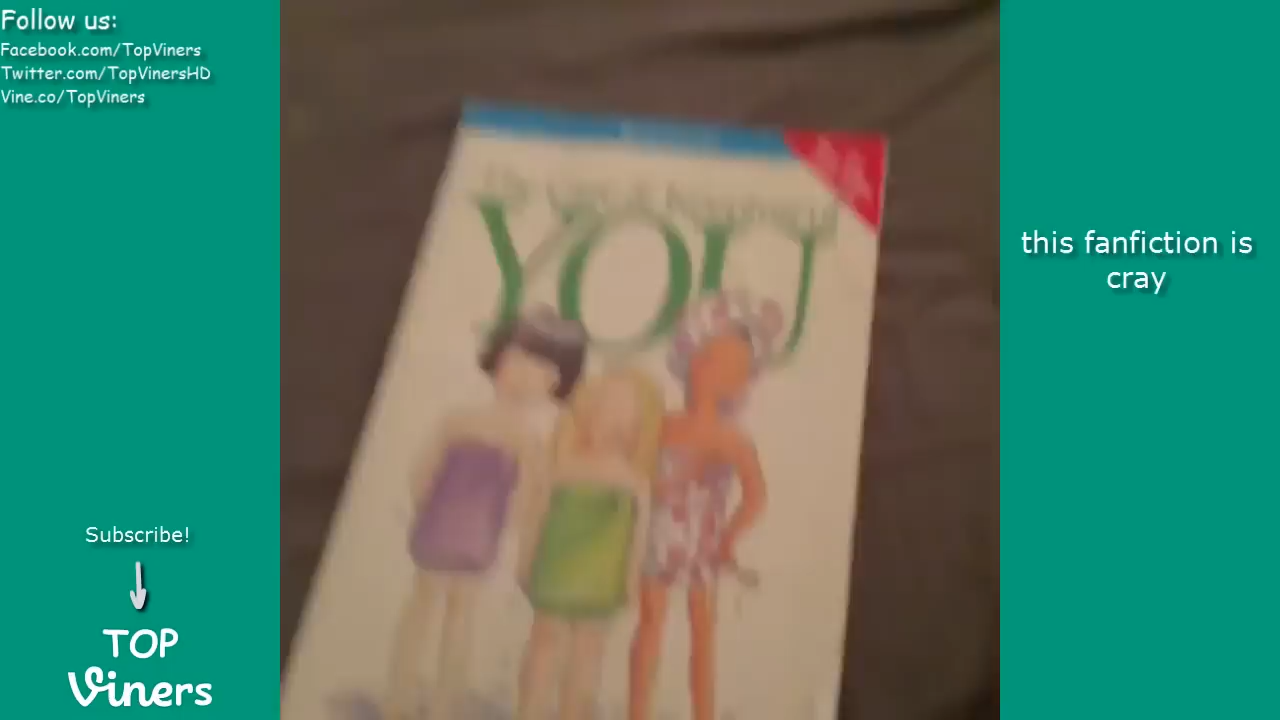 Follow us:
Facebook.com/TopViners
Twitter.com/TopVinersHD
Vine.co/TopViners
YOU
this fanfiction is
cray
Subscribe!
TOP
Viners